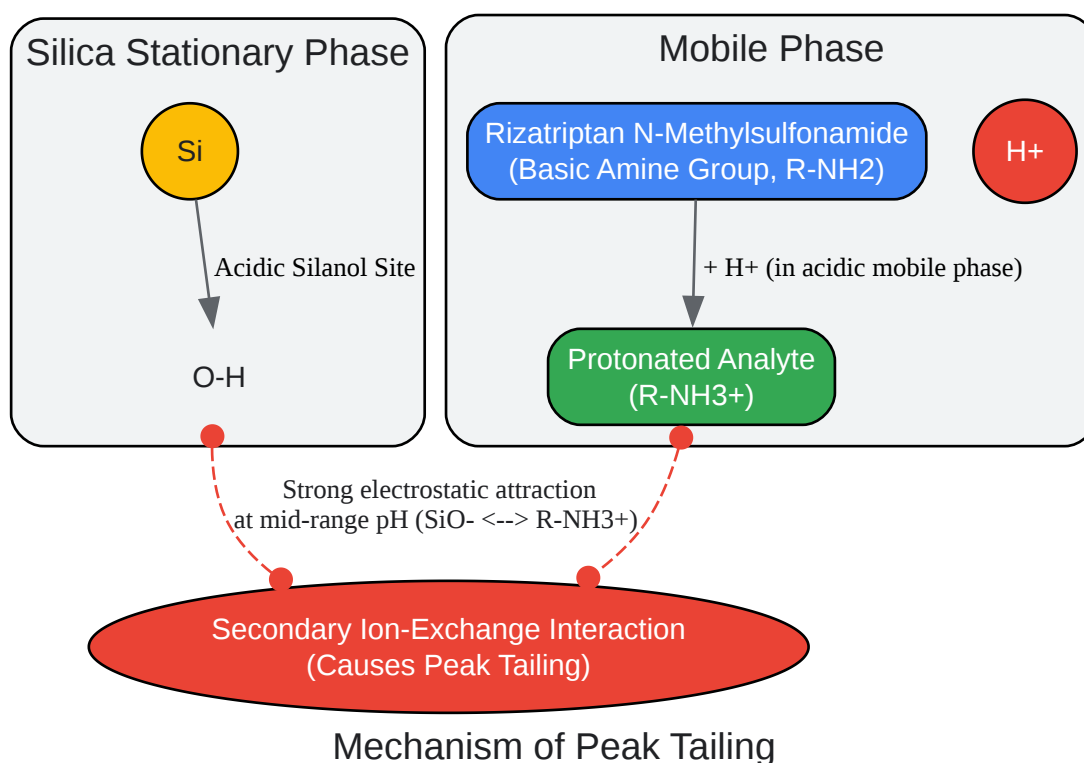 Silica Stationary Phase
Si
Acidic Silanol Site
O-H
Mobile Phase
Rizatriptan N-Methylsulfonamide
(Basic Amine Group, R-NH2)
H+
+ H+ (in acidic mobile phase)
Protonated Analyte
(R-NH3+)
Strong electrostatic attraction
at mid-range pH (SiO- <--> R-NH3+)
Secondary Ion-Exchange Interaction
(Causes Peak Tailing)
Mechanism of Peak Tailing